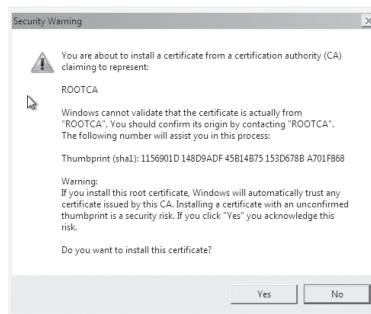 Security Warning
You are about to install a certificate from a certification authority (CA)
claiming to represent:
ROOTCA
Windows cannot validate that the certificate is actually from
"ROOTCA". You should confirm its origin by contacting "ROOTCA".
The following number will assist you in this process:
Thumbprint (sha1): 1156901D 148D9ADF 45B14B75 153D678B A701F868
Warning:
If you install this root certificate, Windows will automatically trust any
certificate issued by this CA. Installing a certificate with an unconfirmed
thumbprint is a security risk. If you click "Yes" you acknowledge this
risk.
Do you want to install this certificate?
Yes No